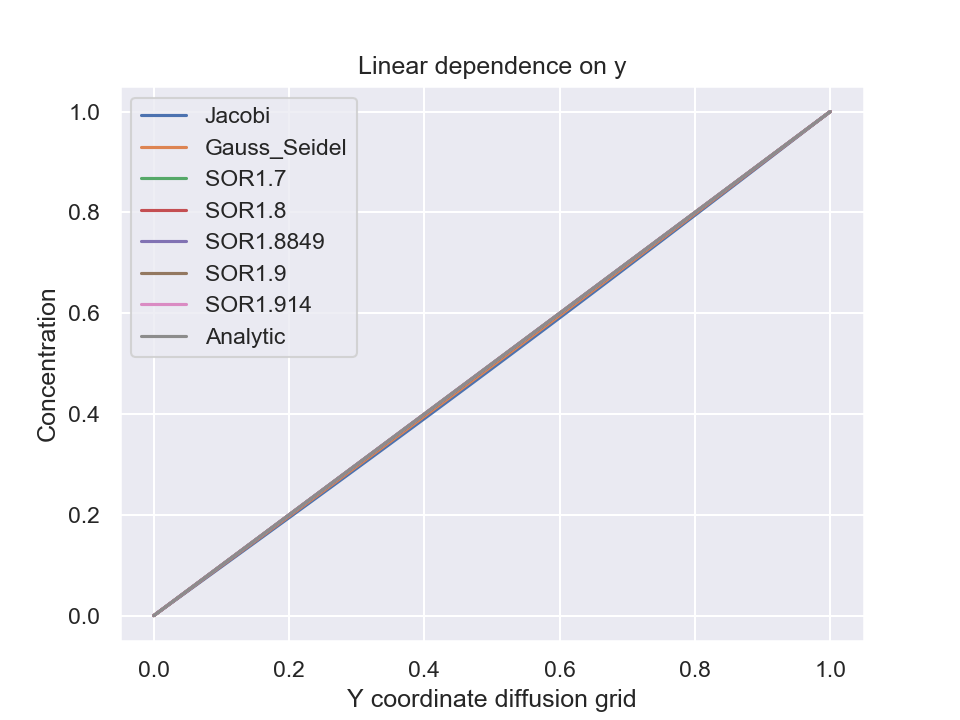 Linear dependence on y
Jacobi
Gauss_Seidel
SOR1.7
SOR1.8
SOR1.8849
SOR1.9
SOR1.914
Analytic
Concentration
1.0
0.8
0.6
0.4
0.2
0.0
0.0 0.2 0.4 0.6 0.8 1.0
Y coordinate diffusion grid